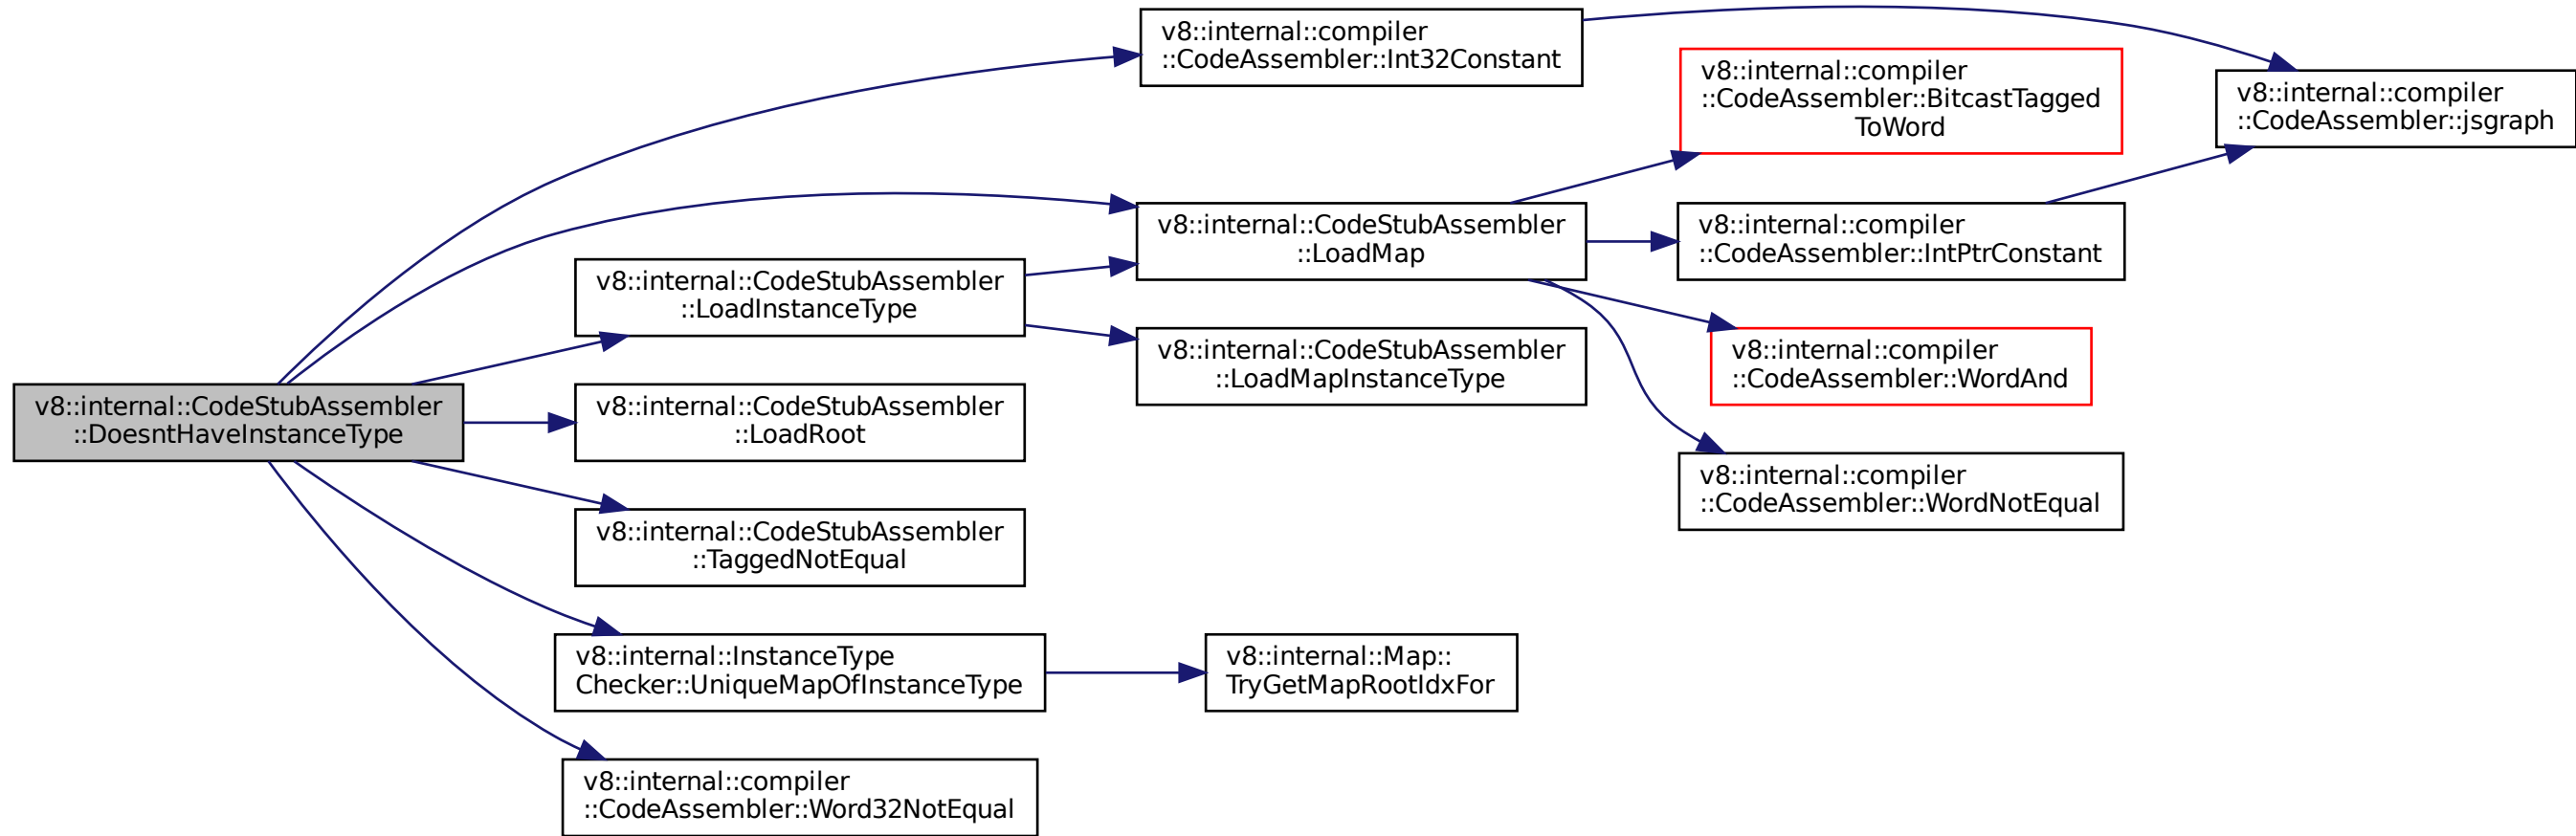 v8::internal::CodeStubAssembler
::DoesntHaveInstanceType
v8::internal::compiler
::CodeAssembler::Int32Constant
v8::internal::compiler
::CodeAssembler::jsgraph
v8::internal::CodeStubAssembler
::LoadMap
v8::internal::compiler
::CodeAssembler::BitcastTagged
ToWord
v8::internal::compiler
::CodeAssembler::IntPtrConstant
v8::internal::compiler
::CodeAssembler::WordAnd
v8::internal::compiler
::CodeAssembler::WordNotEqual
v8::internal::CodeStubAssembler
::LoadInstanceType
v8::internal::CodeStubAssembler
::LoadMapInstanceType
v8::internal::CodeStubAssembler
::LoadRoot
v8::internal::CodeStubAssembler
::TaggedNotEqual
v8::internal::InstanceType
Checker::UniqueMapOfInstanceType
v8::internal::Map::
TryGetMapRootIdxFor
v8::internal::compiler
::CodeAssembler::Word32NotEqual